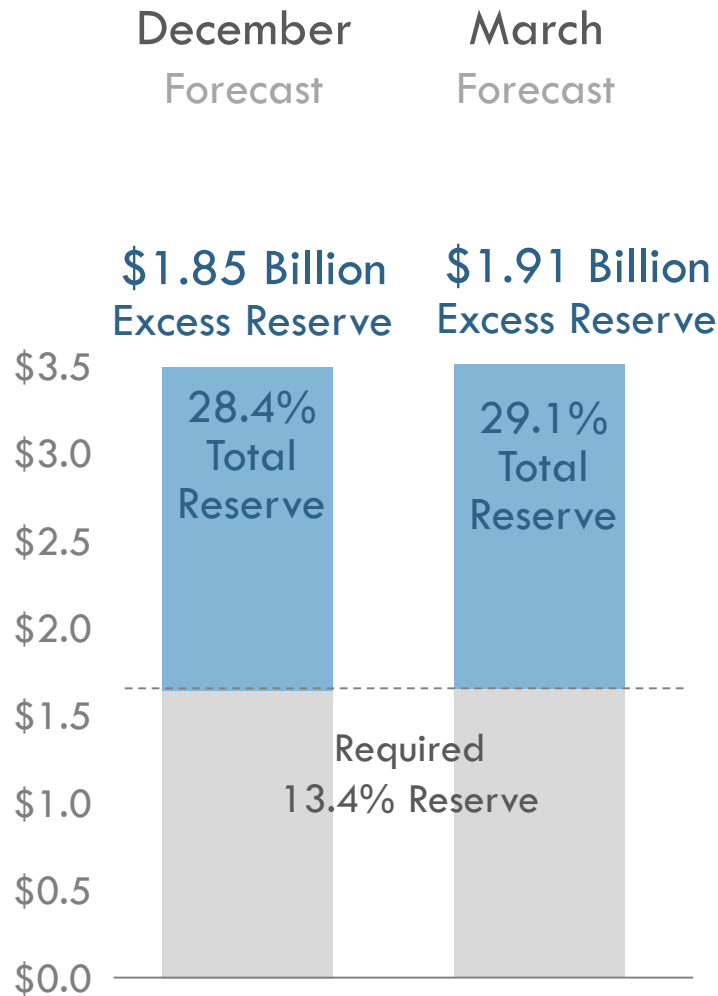 December
Forecast
March
Forecast
$1.85 Billion
Excess Reserve
$1.91 Billion
Excess Reserve
$3.5
$3.0
$2.5
$2.0
$1.5
$1.0
$0.5
$0.0
28.4%
Total
Reserve
29.1%
Total
Reserve
Required
13.4% Reserve